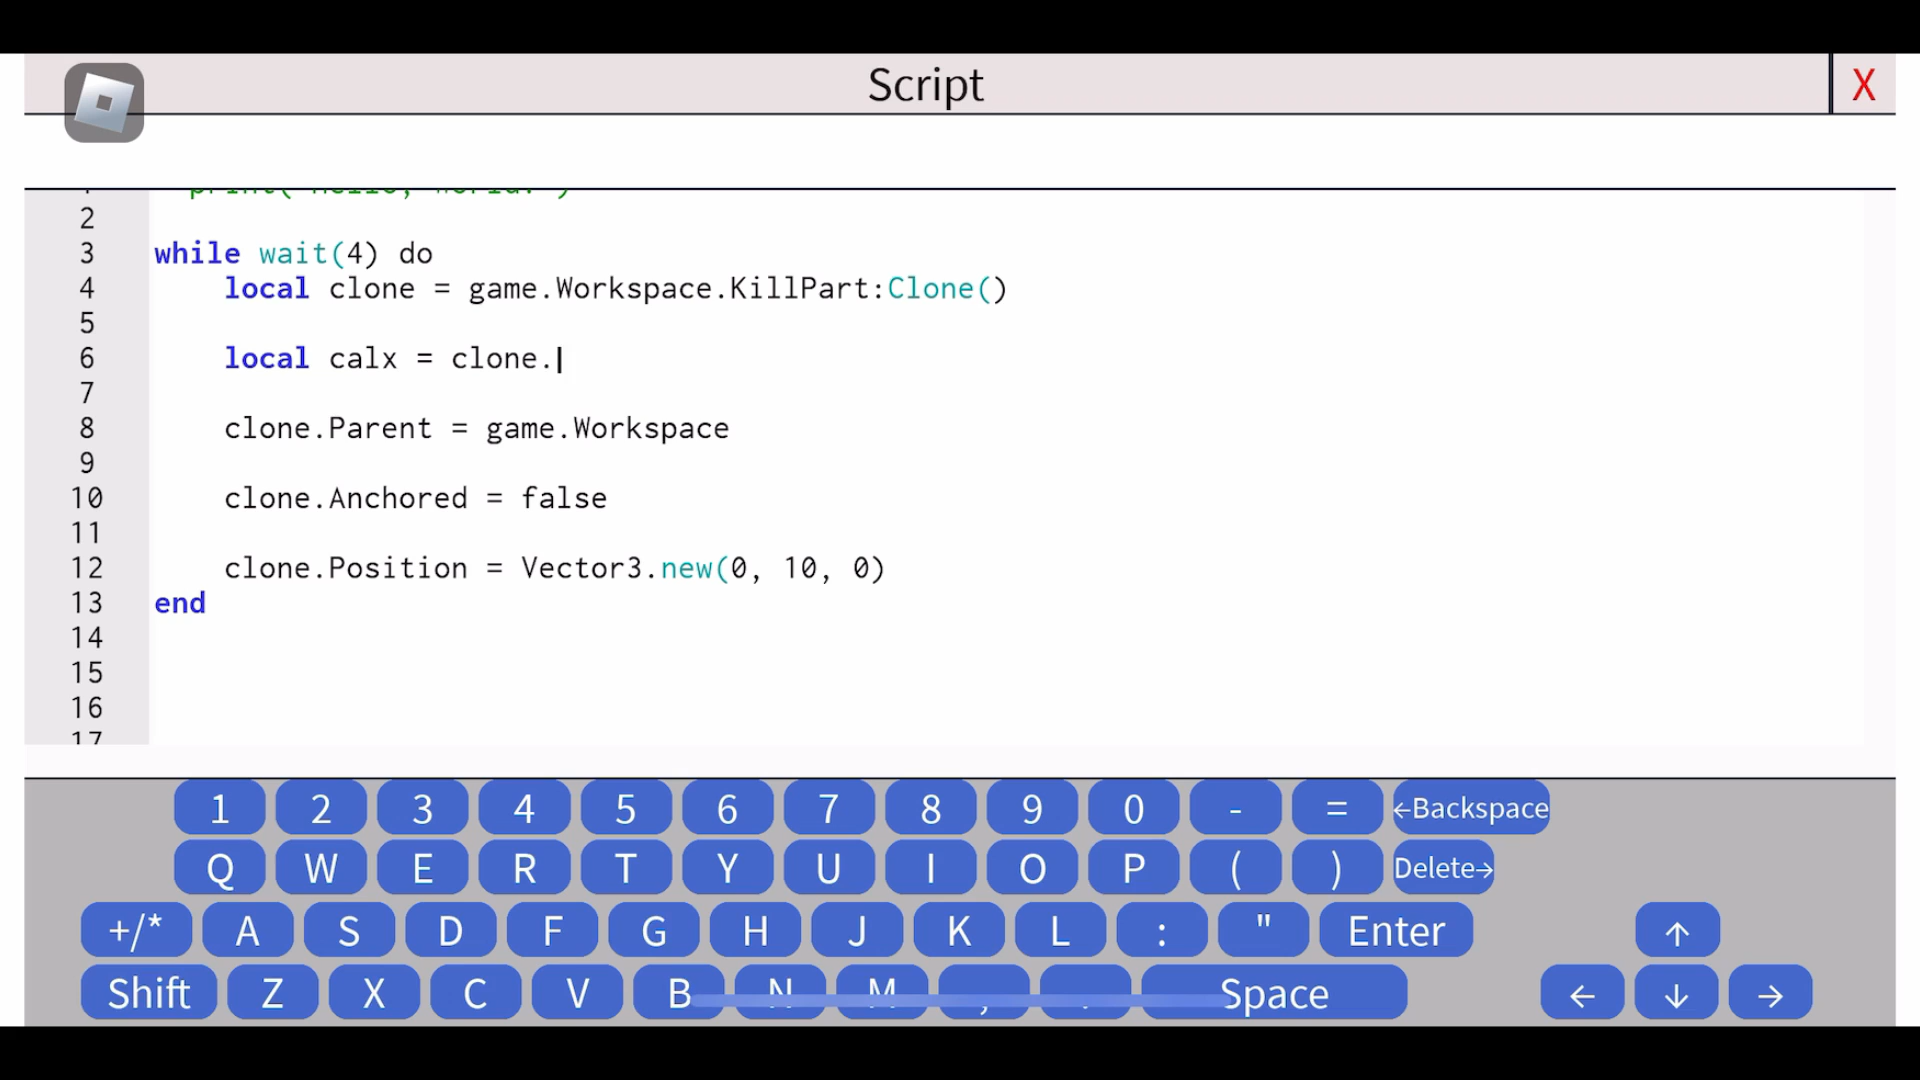 Script
X
2
3 while wait(4) do
4 local clone = game.Workspace.KillPart:Clone()
5
6 local calx = clone.
7
8 clone.Parent = game.Workspace
9
10 clone.Anchored = false
11
12 clone.Position = Vector3.new(0, 10, 0)
13 end
14
15
16
17
1 2 3 4 5 6 7 8 9 0 - = ←Backspace
Q W E R T Y U I O P ( ) Delete→
+/* A S D F G H J K L : " Enter ↑
Shift Z X C V B N M , . Space ← ↓ →